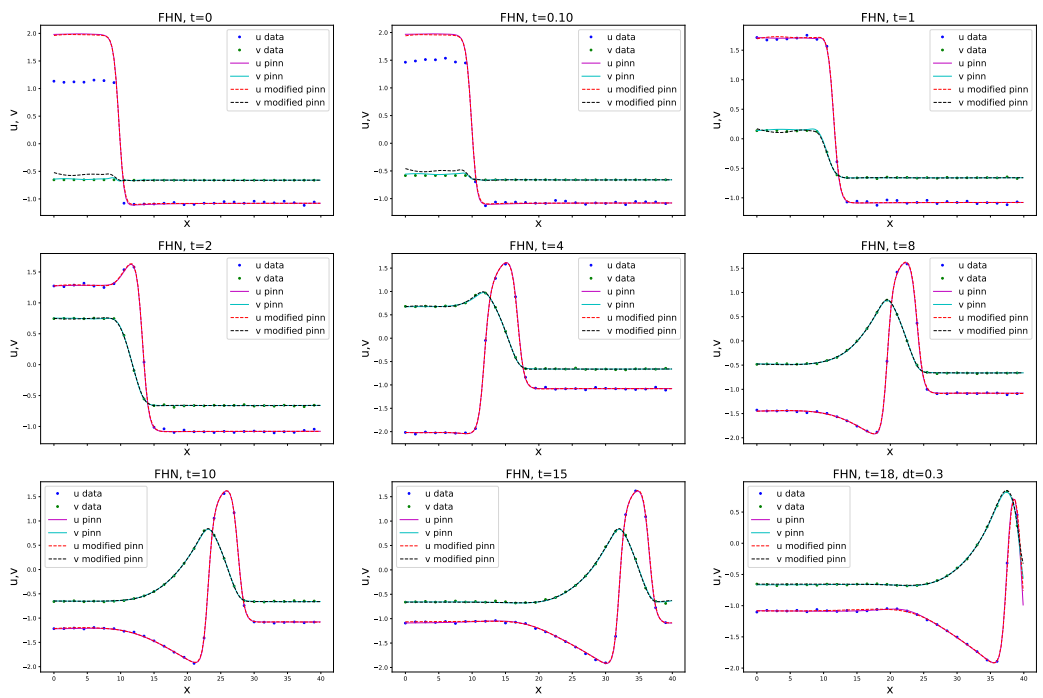 FHN, t=0
2.0
1.5
1.0
0.5
0.0
−0.5
−1.0
u, v
x
u data
v data
u pinn
v pinn
u modified pinn
v modified pinn
FHN, t=0.10
2.0
1.5
1.0
0.5
0.0
−0.5
−1.0
u,v
x
u data
v data
u pinn
v pinn
u modified pinn
v modified pinn
FHN, t=1
1.5
1.0
0.5
0.0
−0.5
−1.0
u,v
x
u data
v data
u pinn
v pinn
u modified pinn
v modified pinn
FHN, t=2
1.5
1.0
0.5
0.0
−0.5
−1.0
u,v
x
u data
v data
u pinn
v pinn
u modified pinn
v modified pinn
FHN, t=4
1.5
1.0
0.5
0.0
−0.5
−1.0
−1.5
−2.0
u,v
x
u data
v data
u pinn
v pinn
u modified pinn
v modified pinn
FHN, t=8
1.5
1.0
0.5
0.0
−0.5
−1.0
−1.5
−2.0
u,v
x
u data
v data
u pinn
v pinn
u modified pinn
v modified pinn
FHN, t=10
1.5
1.0
0.5
0.0
−0.5
−1.0
−1.5
−2.0
u,v
0 5 10 15 20 25 30 35 40
x
u data
v data
u pinn
v pinn
u modified pinn
v modified pinn
FHN, t=15
1.5
1.0
0.5
0.0
−0.5
−1.0
−1.5
−2.0
u,v
0 5 10 15 20 25 30 35 40
x
u data
v data
u pinn
v pinn
u modified pinn
v modified pinn
FHN, t=18, dt=0.3
1.0
0.5
0.0
−0.5
−1.0
−1.5
−2.0
u,v
0 5 10 15 20 25 30 35 40
x
u data
v data
u pinn
v pinn
u modified pinn
v modified pinn